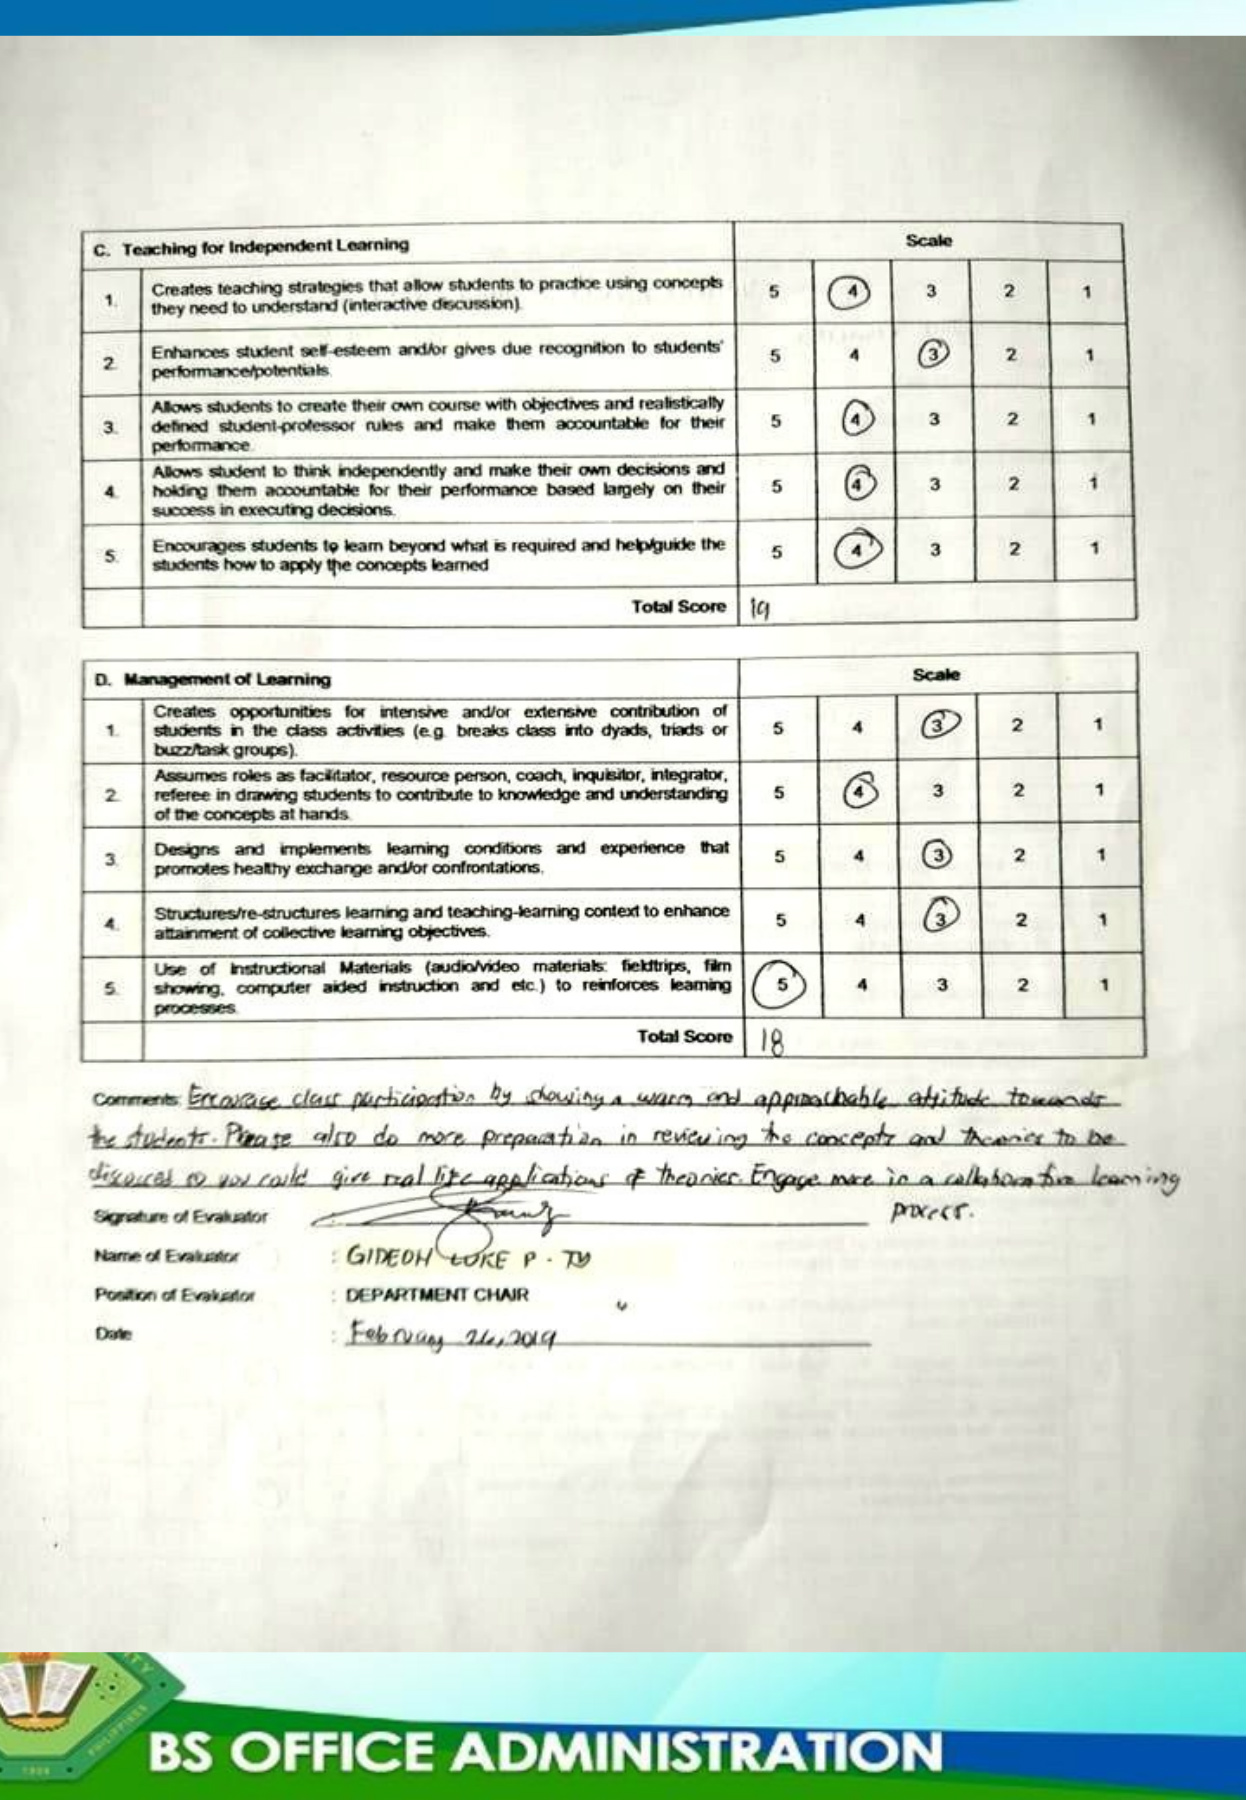 C. Teaching for Independent Learning Scale
1. Creates teaching strategies that allow students to practice using concepts 5 4 3 2 1
they need to understand (interactive discussion).
2. Enhances student self-esteem and/or gives due recognition to students' 5 4 3 2 1
performance/potentials.
Allows students to create their own course with objectives and realistically
3. defined student-professor rules and make them accountable for their 5 4 3 2 1
performance.
Allows student to think independently and make their own decisions and
4. holding them accountable for their performance based largely on their 5 4 3 2 1
success in executing decisions.
5. Encourages students to learn beyond what is required and help/guide the 5 4 3 2 1
students how to apply the concepts learned
Total Score 19
D. Management of Learning Scale
Creates opportunities for intensive and/or extensive contribution of
1. students in the class activities (e.g. breaks class into dyads, triads or 5 4 3 2 1
buzz/task groups).
Assumes roles as facilitator, resource person, coach, inquisitor, integrator,
2. referee in drawing students to contribute to knowledge and understanding 5 4 3 2 1
of the concepts at hands.
3. Designs and implements learning conditions and experience that 5 4 3 2 1
promotes healthy exchange and/or confrontations.
4. Structures/re-structures learning and teaching-learning context to enhance 5 4 3 2 1
attainment of collective learning objectives.
Use of Instructional Materials (audio/video materials: fieldtrips, film
5. showing, computer aided instruction and etc.) to reinforces learning 5 4 3 2 1
processes.
Total Score 18
Comments: Encourage class participation by showing a warm and approachable attitude towards
the students. Please also do more preparation in reviewing the concepts and theories to be
discussed so you could give real life applications of theories. Engage more in a collaborative learning
process.
Signature of Evaluator
Name of Evaluator : GIDEON LUKE P. TY
Position of Evaluator : DEPARTMENT CHAIR
Date : February 26, 2019
PHILIPPINES
1904
BS OFFICE ADMINISTRATION